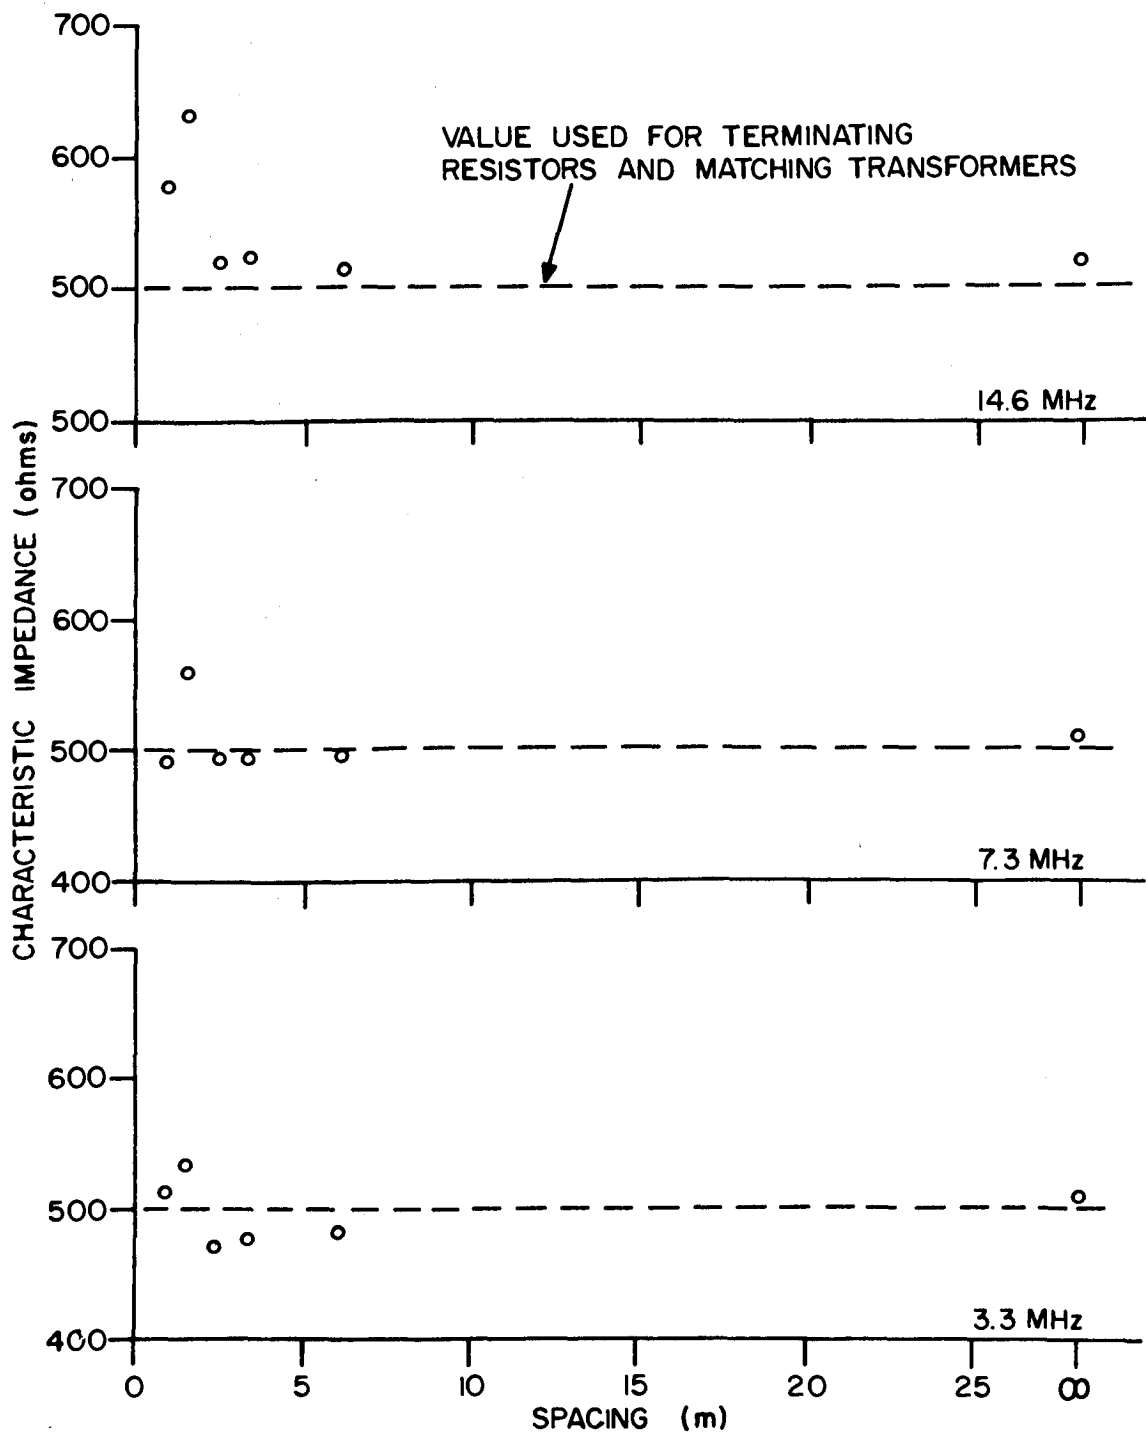 700
600
500
500
VALUE USED FOR TERMINATING
RESISTORS AND MATCHING TRANSFORMERS
14.6 MHz
CHARACTERISTIC IMPEDANCE (ohms)
700
600
500
400
7.3 MHz
700
600
500
400
3.3 MHz
0 5 10 15 20 25 ∞
SPACING (m)